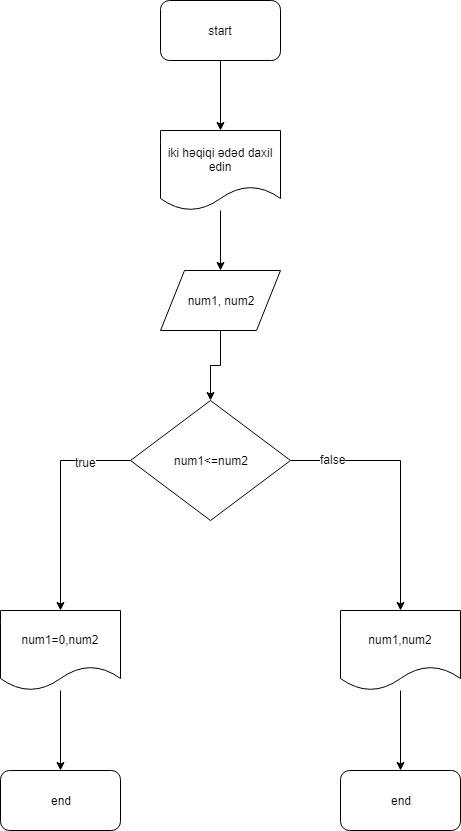 start
iki həqiqi ədəd daxil
edin
num1, num2
num1<=num2
true
false
num1=0,num2
num1,num2
end
end